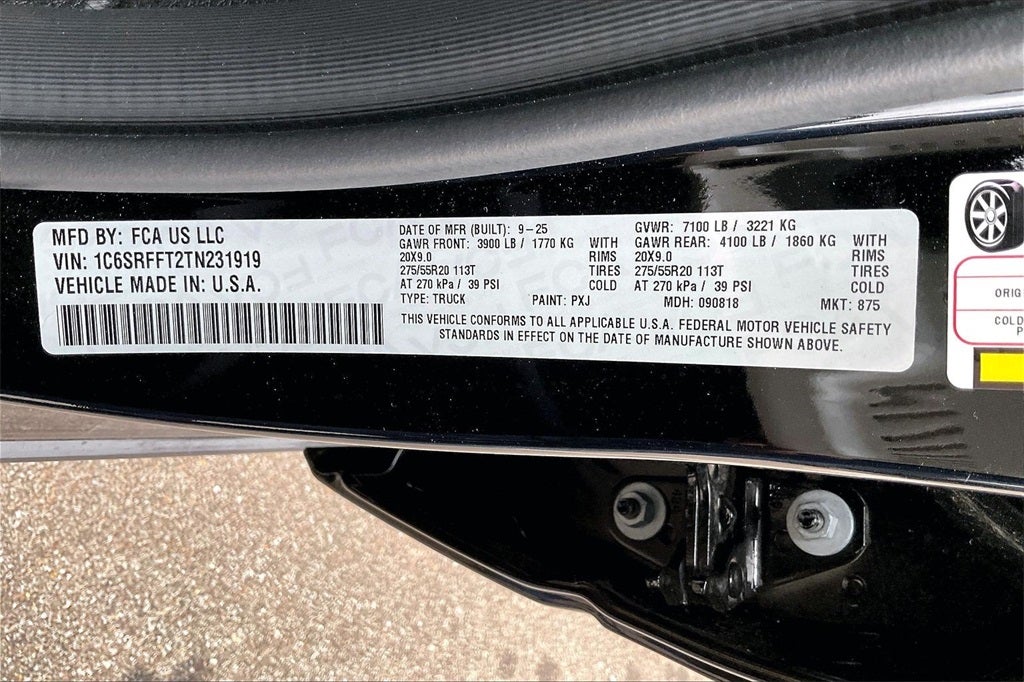 MFD BY: FCA US LLC
VIN: 1C6SRFFT2TN231919
VEHICLE MADE IN: U.S.A.
DATE OF MFR (BUILT): 9-25 GVWR: 7100 LB / 3221 KG
GAWR FRONT: 3900 LB / 1770 KG WITH GAWR REAR: 4100 LB / 1860 KG WITH
20X9.0 RIMS 20X9.0 RIMS
275/55R20 113T TIRES 275/55R20 113T TIRES
AT 270 kPa / 39 PSI COLD AT 270 kPa / 39 PSI COLD
TYPE: TRUCK PAINT: PXJ MDH: 090818 MKT: 875
THIS VEHICLE CONFORMS TO ALL APPLICABLE U.S.A. FEDERAL MOTOR VEHICLE SAFETY
STANDARDS IN EFFECT ON THE DATE OF MANUFACTURE SHOWN ABOVE.
ORIG
COLD
P